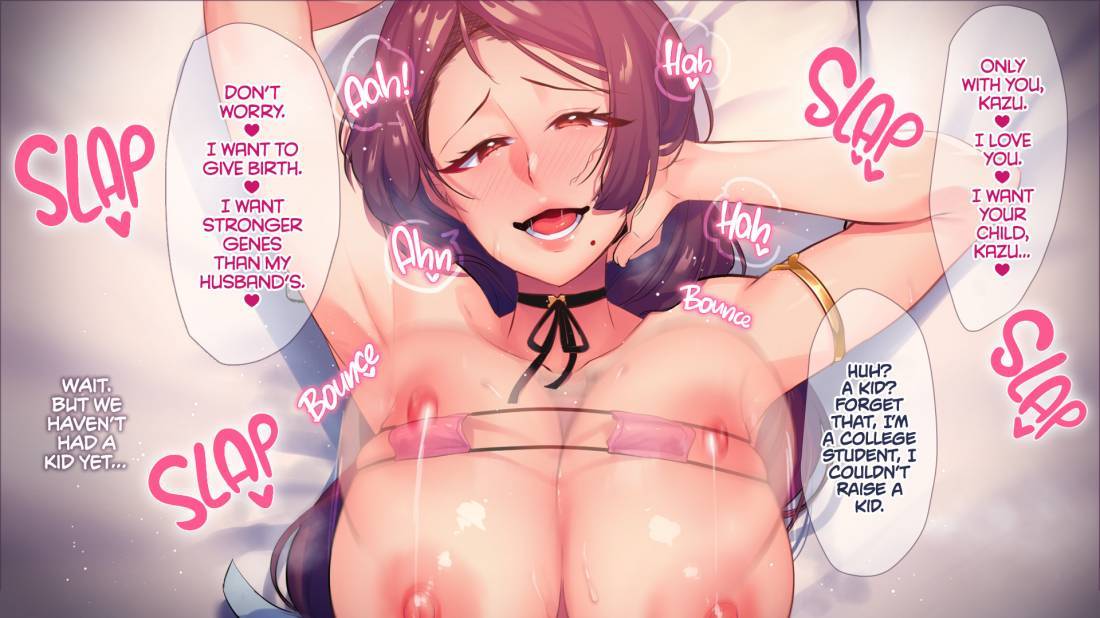 DON'T
WORRY.
♥
I WANT TO
GIVE BIRTH.
♥
I WANT
STRONGER
GENES
THAN MY
HUSBAND'S.
♥
Aah!
Hah
SLAP
SLAP
ONLY
WITH YOU,
KAZU.
♥
I LOVE
YOU.
♥
I WANT
YOUR
CHILD,
KAZU...
♥
Ahn
Hah
Bounce
Bounce
WAIT.
BUT WE
HAVEN'T
HAD A
KID YET...
SLAP
HUH?
A KID?
FORGET
THAT, I'M
A COLLEGE
STUDENT, I
COULDN'T
RAISE A
KID.
SLAP